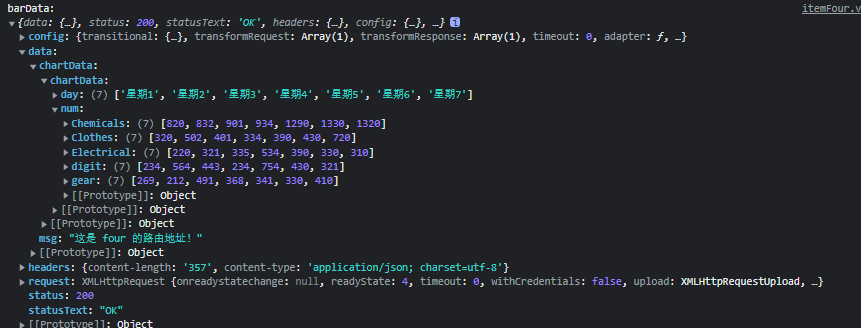 barData:
itemFour.v
▼{data: {…}, status: 200, statusText: 'OK', headers: {…}, config: {…}, …} i
▶config: {transitional: {…}, transformRequest: Array(1), transformResponse: Array(1), timeout: 0, adapter: ƒ, …}
▼data:
▼chartData:
▼chartData:
▶day: (7) ['星期1', '星期2', '星期3', '星期4', '星期5', '星期6', '星期7']
▼num:
▶Chemicals: (7) [820, 832, 901, 934, 1290, 1330, 1320]
▶Clothes: (7) [320, 502, 401, 334, 390, 430, 720]
▶Electrical: (7) [220, 321, 335, 534, 390, 330, 310]
▶digit: (7) [234, 564, 443, 234, 754, 430, 321]
▶gear: (7) [269, 212, 491, 368, 341, 330, 410]
▶[[Prototype]]: Object
▶[[Prototype]]: Object
▶[[Prototype]]: Object
msg: "这是 four 的路由地址！"
▶[[Prototype]]: Object
▶headers: {content-length: '357', content-type: 'application/json; charset=utf-8'}
▶request: XMLHttpRequest {onreadystatechange: null, readyState: 4, timeout: 0, withCredentials: false, upload: XMLHttpRequestUpload, …}
status: 200
statusText: "OK"
▶[[Prototype]]: Object